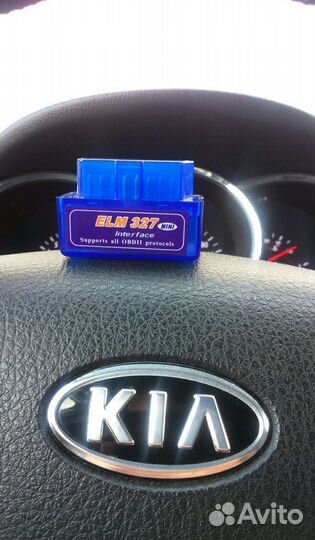 ELM 327 MINI
Interface
Supports all OBDII protocols
KIA
Avito